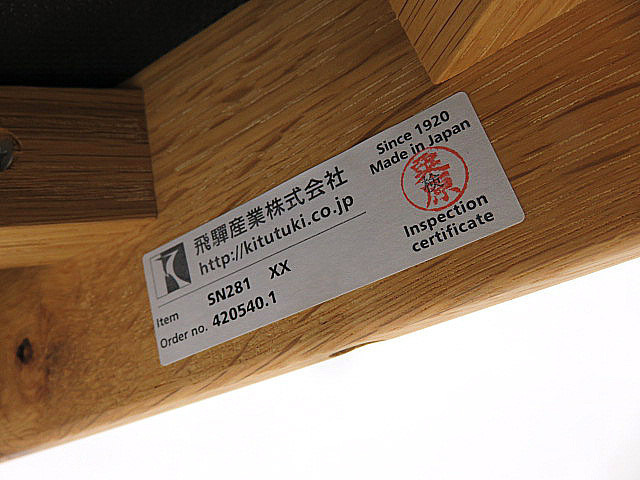 飛騨産業株式会社
http://kitutuki.co.jp
Item SN281 XX
Order no. 420540.1
Since 1920
Made in Japan
検
Inspection
certificate